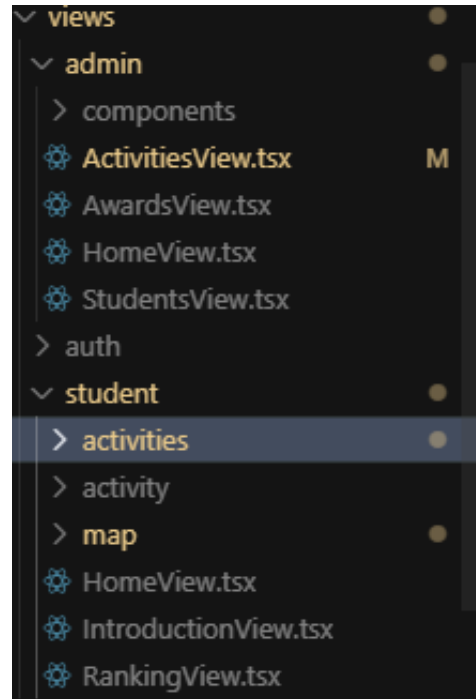 views
admin
components
ActivitiesView.tsx M
AwardsView.tsx
HomeView.tsx
StudentsView.tsx
auth
student
activities
activity
map
HomeView.tsx
IntroductionView.tsx
RankingView.tsx